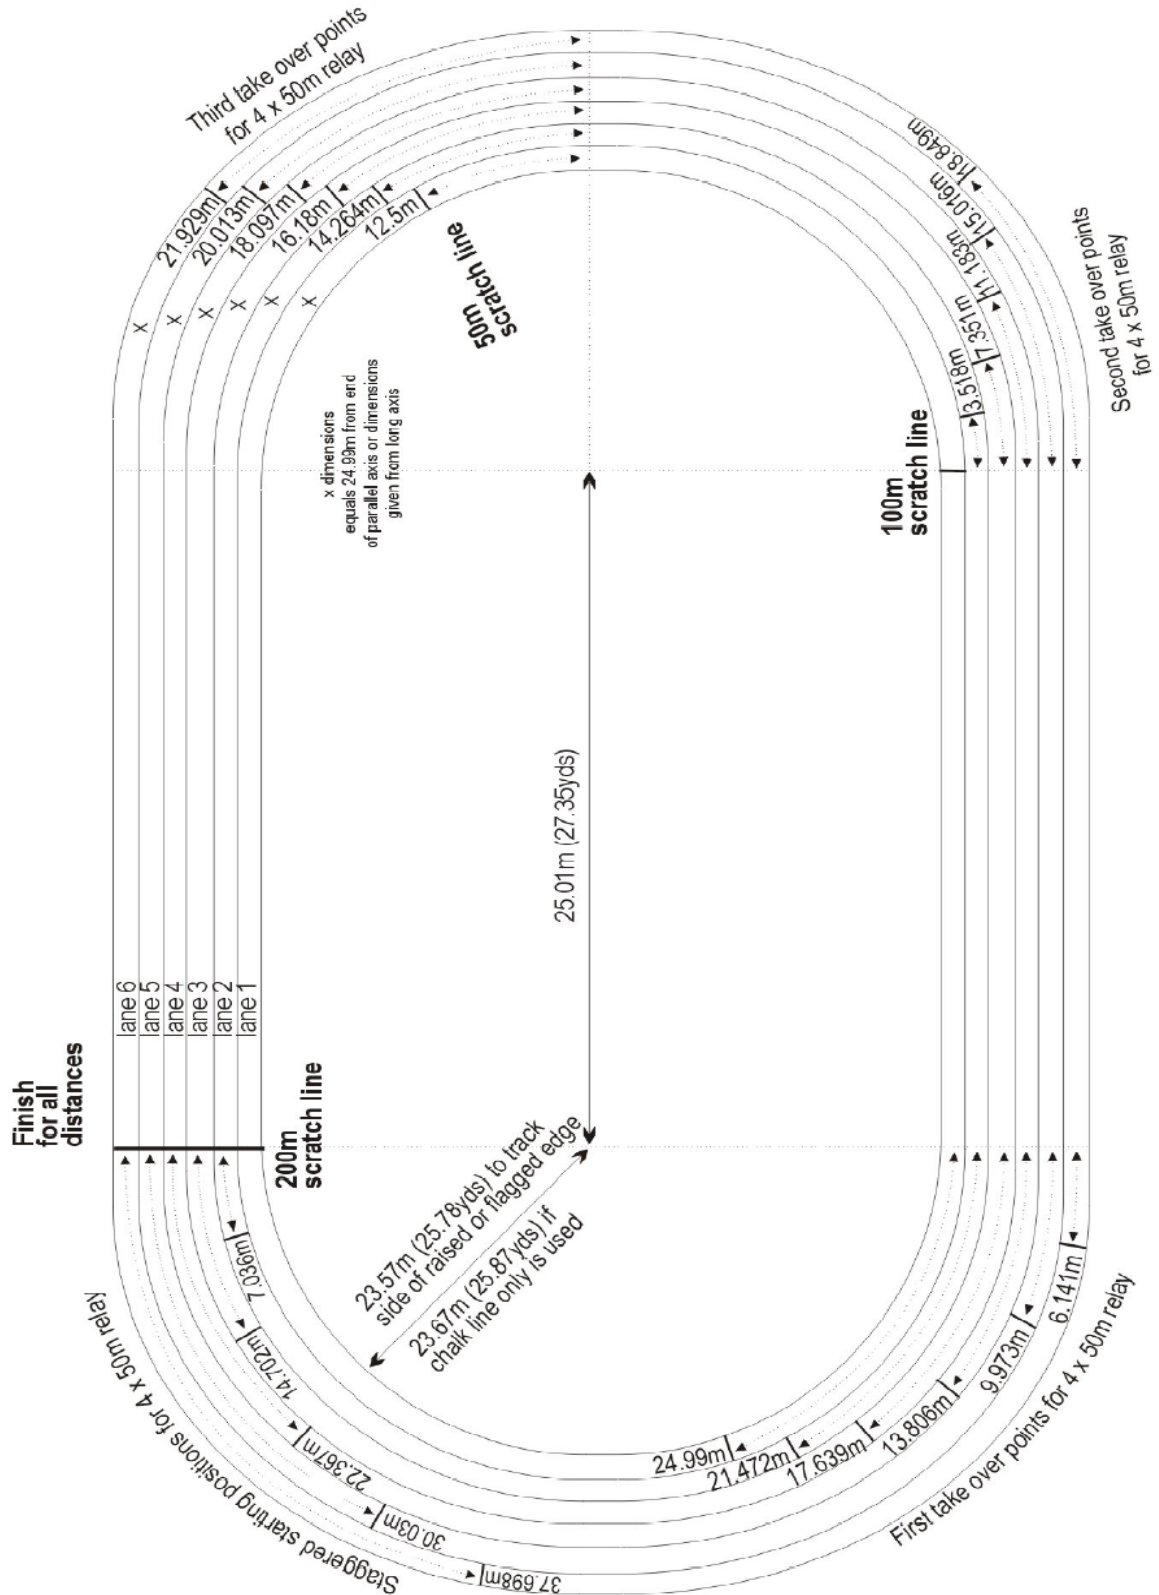 Third take over points
for 4 x 50m relay
21.929m
20.013m
18.097m
16.18m
14.264m
12.5m
x
x
x
x
x
x
50m
scratch line
x dimensions
equals 24.99m from end
of parallel axis or dimensions
given from long axis
18.849m
15.016m
11.183m
7.351m
3.518m
Second take over points
for 4 x 50m relay
100m
scratch line
25.01m (27.35yds)
lane 6
lane 5
lane 4
lane 3
lane 2
lane 1
Finish
for all
distances
200m
scratch line
23.57m (25.78yds) to track
side of raised or flagged edge
23.67m (25.87yds) if
chalk line only is used
7.036m
14.702m
22.367m
30.03m
37.698m
Staggered starting positions for 4 x 50m relay
24.99m
21.472m
17.639m
13.806m
9.973m
6.141m
First take over points for 4 x 50m relay